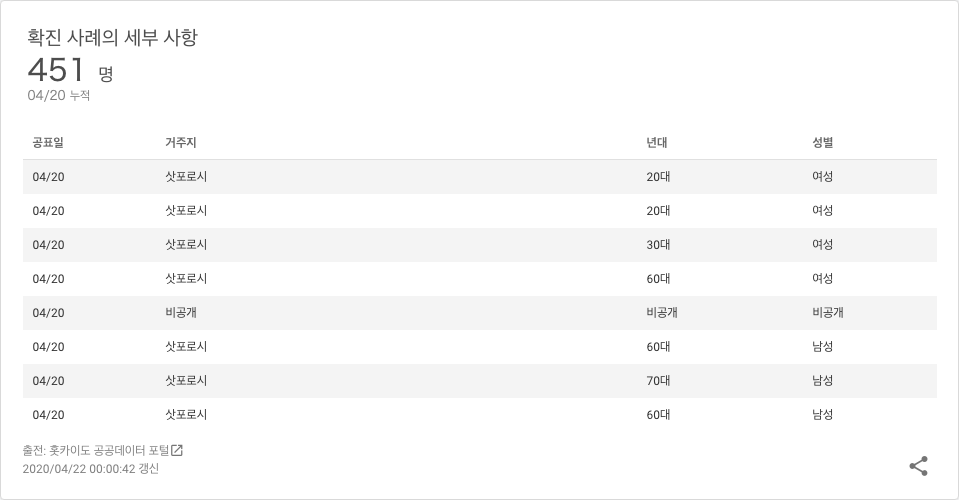 확진 사례의 세부 사항
451 명
04/20 누적
공표일 거주지 년대 성별
04/20 삿포로시 20대 여성
04/20 삿포로시 20대 여성
04/20 삿포로시 30대 여성
04/20 삿포로시 60대 여성
04/20 비공개 비공개 비공개
04/20 삿포로시 60대 남성
04/20 삿포로시 70대 남성
04/20 삿포로시 60대 남성
출전: 홋카이도 공공데이터 포털
2020/04/22 00:00:42 갱신